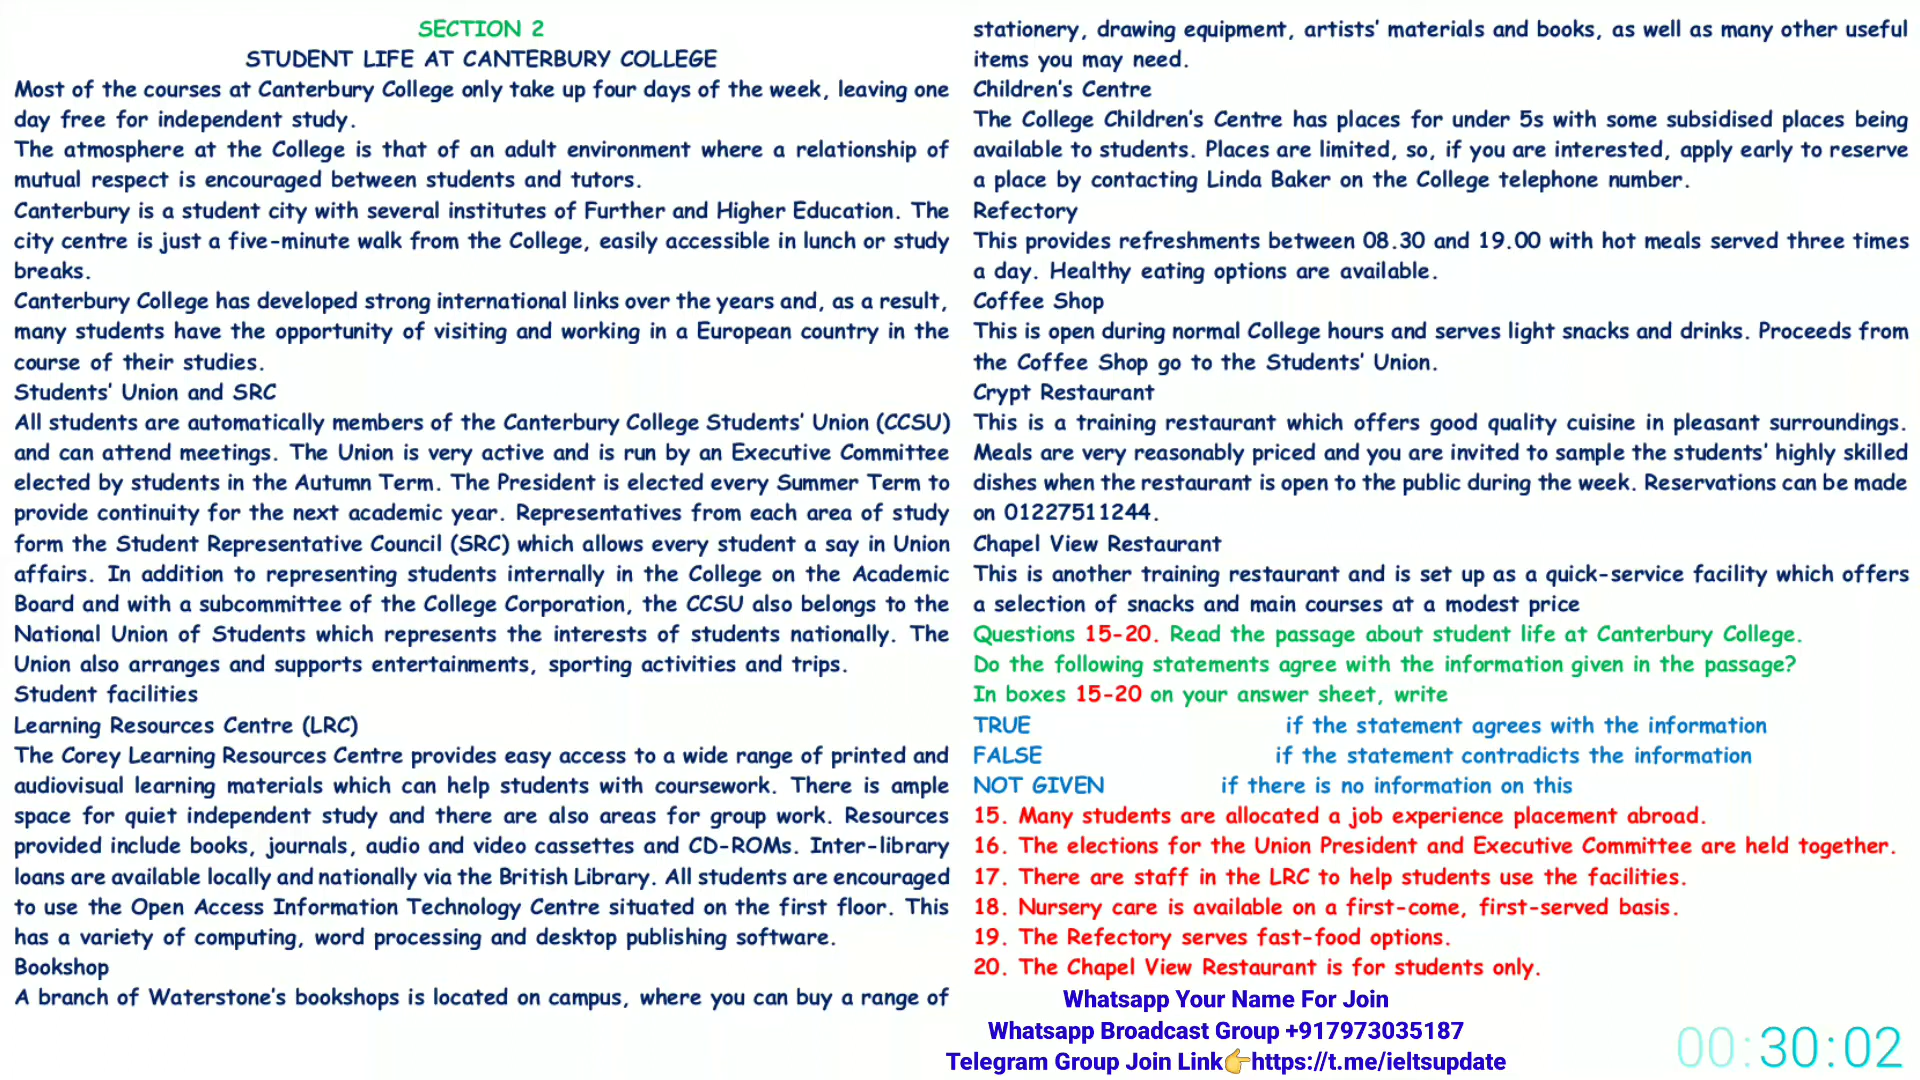 SECTION 2
STUDENT LIFE AT CANTERBURY COLLEGE
Most of the courses at Canterbury College only take up four days of the week, leaving one
day free for independent study.
The atmosphere at the College is that of an adult environment where a relationship of
mutual respect is encouraged between students and tutors.
Canterbury is a student city with several institutes of Further and Higher Education. The
city centre is just a five-minute walk from the College, easily accessible in lunch or study
breaks.
Canterbury College has developed strong international links over the years and, as a result,
many students have the opportunity of visiting and working in a European country in the
course of their studies.
Students' Union and SRC
All students are automatically members of the Canterbury College Students' Union (CCSU)
and can attend meetings. The Union is very active and is run by an Executive Committee
elected by students in the Autumn Term. The President is elected every Summer Term to
provide continuity for the next academic year. Representatives from each area of study
form the Student Representative Council (SRC) which allows every student a say in Union
affairs. In addition to representing students internally in the College on the Academic
Board and with a subcommittee of the College Corporation, the CCSU also belongs to the
National Union of Students which represents the interests of students nationally. The
Union also arranges and supports entertainments, sporting activities and trips.
Student facilities
Learning Resources Centre (LRC)
The Corey Learning Resources Centre provides easy access to a wide range of printed and
audiovisual learning materials which can help students with coursework. There is ample
space for quiet independent study and there are also areas for group work. Resources
provided include books, journals, audio and video cassettes and CD-ROMs. Inter-library
loans are available locally and nationally via the British Library. All students are encouraged
to use the Open Access Information Technology Centre situated on the first floor. This
has a variety of computing, word processing and desktop publishing software.
Bookshop
A branch of Waterstone's bookshops is located on campus, where you can buy a range of
stationery, drawing equipment, artists' materials and books, as well as many other useful
items you may need.
Children's Centre
The College Children's Centre has places for under 5s with some subsidised places being
available to students. Places are limited, so, if you are interested, apply early to reserve
a place by contacting Linda Baker on the College telephone number.
Refectory
This provides refreshments between 08.30 and 19.00 with hot meals served three times
a day. Healthy eating options are available.
Coffee Shop
This is open during normal College hours and serves light snacks and drinks. Proceeds from
the Coffee Shop go to the Students' Union.
Crypt Restaurant
This is a training restaurant which offers good quality cuisine in pleasant surroundings.
Meals are very reasonably priced and you are invited to sample the students' highly skilled
dishes when the restaurant is open to the public during the week. Reservations can be made
on 01227511244.
Chapel View Restaurant
This is another training restaurant and is set up as a quick-service facility which offers
a selection of snacks and main courses at a modest price
Questions 15-20. Read the passage about student life at Canterbury College.
Do the following statements agree with the information given in the passage?
In boxes 15-20 on your answer sheet, write
TRUE if the statement agrees with the information
FALSE if the statement contradicts the information
NOT GIVEN if there is no information on this
15. Many students are allocated a job experience placement abroad.
16. The elections for the Union President and Executive Committee are held together.
17. There are staff in the LRC to help students use the facilities.
18. Nursery care is available on a first-come, first-served basis.
19. The Refectory serves fast-food options.
20. The Chapel View Restaurant is for students only.
Whatsapp Your Name For Join
Whatsapp Broadcast Group +917973035187
Telegram Group Join Link👉https://t.me/ieltsupdate
00:30:02